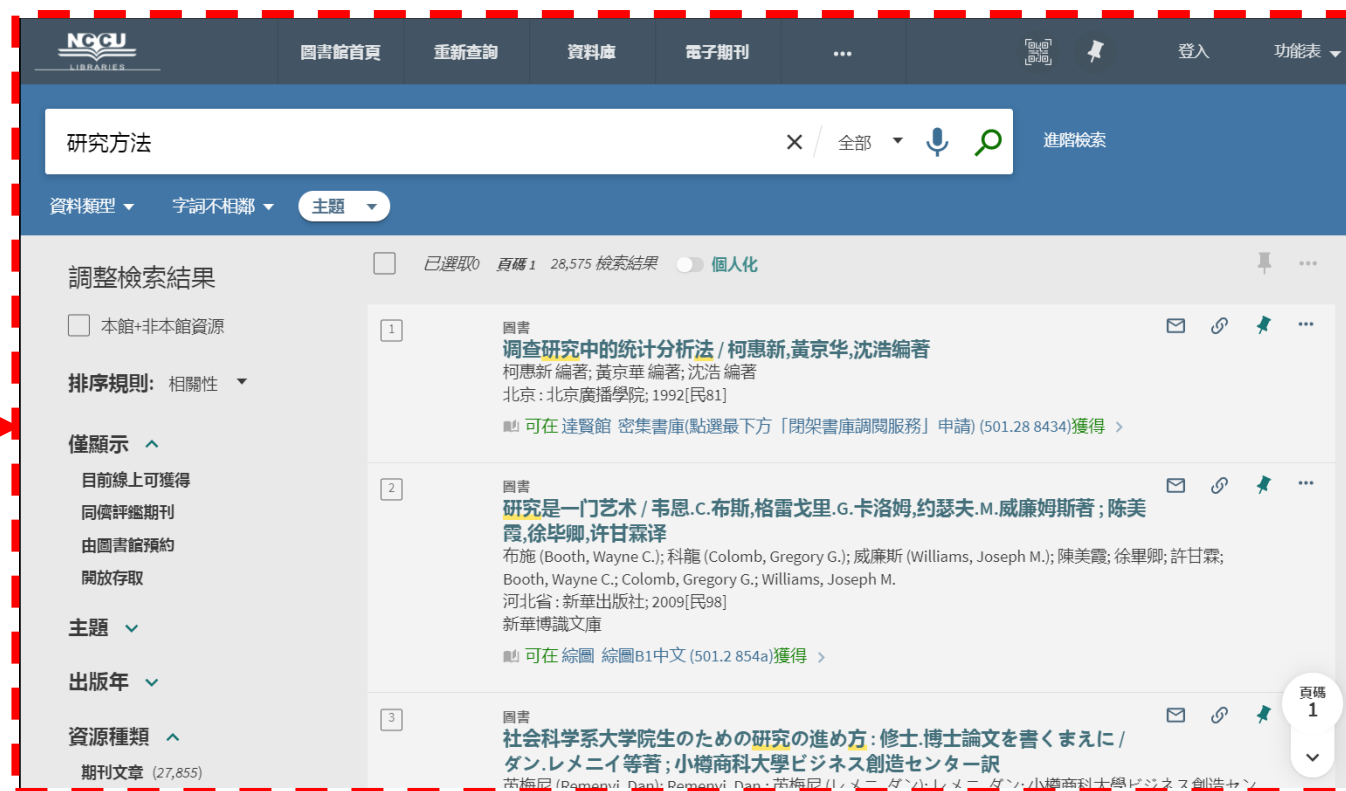 NCCU
LIBRARIES
圖書館首頁
重新查詢
資料庫
電子期刊
登入
功能表
研究方法
全部
進階檢索
資料類型
字詞不相鄰
主題
調整檢索結果
本館+非本館資源
排序規則: 相關性
僅顯示
目前線上可獲得
同儕評鑑期刊
由圖書館預約
開放存取
主題
出版年
資源種類
期刊文章 (27,855)
已選取0 頁碼 1 28,575 檢索結果
個人化
1
圖書
调查研究中的统计分析法 / 柯惠新,黃京华,沈浩编著
柯惠新 編著; 黃京華 編著; 沈浩 編著
北京 : 北京廣播學院; 1992[民81]
可在 達賢館 密集書庫(點選最下方「閉架書庫調閱服務」申請) (501.28 8434)獲得
2
圖書
研究是一门艺术 / 韦恩.C.布斯,格雷戈里.G.卡洛姆,约瑟夫.M.威廉姆斯著 ; 陈美
霞,徐毕卿,许甘霖译
布施 (Booth, Wayne C.); 科龍 (Colomb, Gregory G.); 威廉斯 (Williams, Joseph M.); 陳美霞; 徐畢卿; 許甘霖;
Booth, Wayne C.; Colomb, Gregory G.; Williams, Joseph M.
河北省 : 新華出版社; 2009[民98]
新華博識文庫
可在 綜圖 綜圖B1中文 (501.2 854a)獲得
3
圖書
社会科学系大学院生のための研究の進め方 : 修士.博士論文を書くまえに /
ダン.レメニイ等著 ; 小樽商科大學ビジネス創造センター訳
(Remenyi, Dan); Remenyi, Dan
頁碼
1